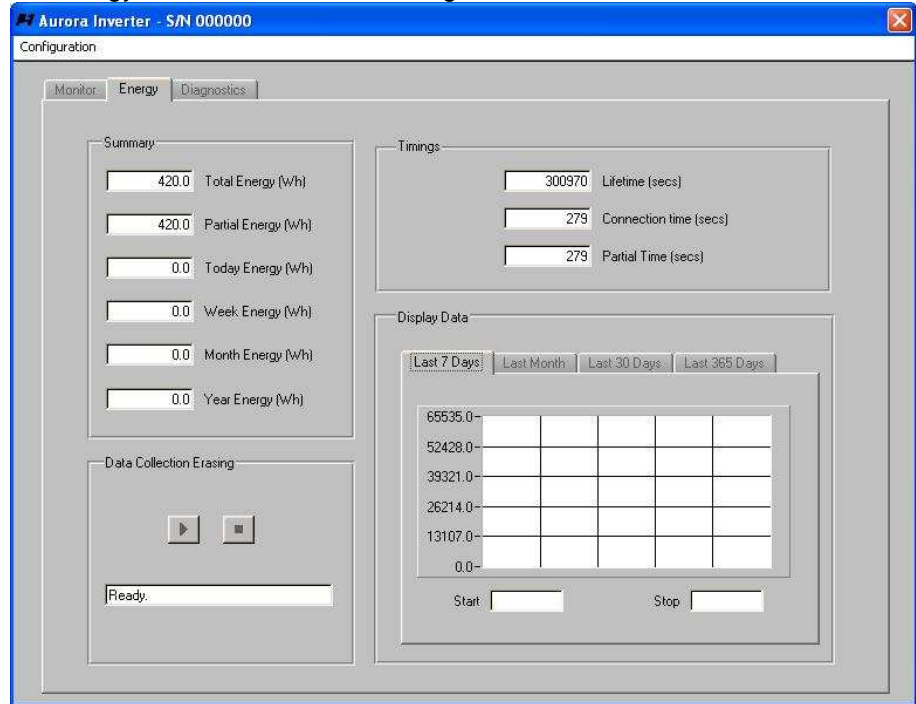 Aurora Inverter - S/N 000000
Configuration
Monitor Energy Diagnostics
Summary
420.0 Total Energy (Wh)
420.0 Partial Energy (Wh)
0.0 Today Energy (Wh)
0.0 Week Energy (Wh)
0.0 Month Energy (Wh)
0.0 Year Energy (Wh)
Data Collection Erasing
Ready.
Timings
300970 Lifetime (secs)
279 Connection time (secs)
279 Partial Time (secs)
Display Data
Last 7 Days Last Month Last 30 Days Last 365 Days
65535.0-
52428.0-
39321.0-
26214.0-
13107.0-
0.0-
Start Stop